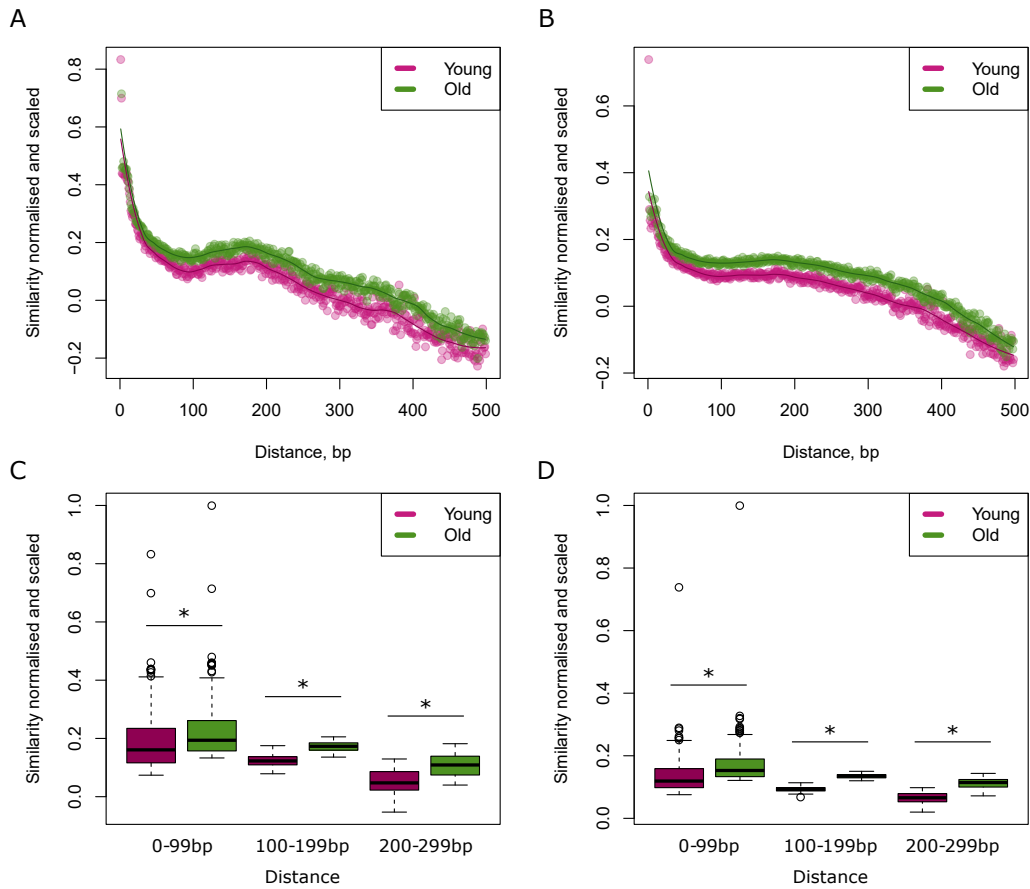 A
Similarity normalised and scaled
0.8
0.6
0.4
0.2
0.0
−0.2
Young
Old
0 100 200 300 400 500
Distance, bp
B
Similarity normalised and scaled
0.6
0.4
0.2
0.0
−0.2
Young
Old
0 100 200 300 400 500
Distance, bp
C
Similarity normalised and scaled
1.0
0.8
0.6
0.4
0.2
0.0
Young
Old
*
*
*
0-99bp 100-199bp 200-299bp
Distance
D
Similarity normalised and scaled
1.0
0.8
0.6
0.4
0.2
0.0
Young
Old
*
*
*
0-99bp 100-199bp 200-299bp
Distance